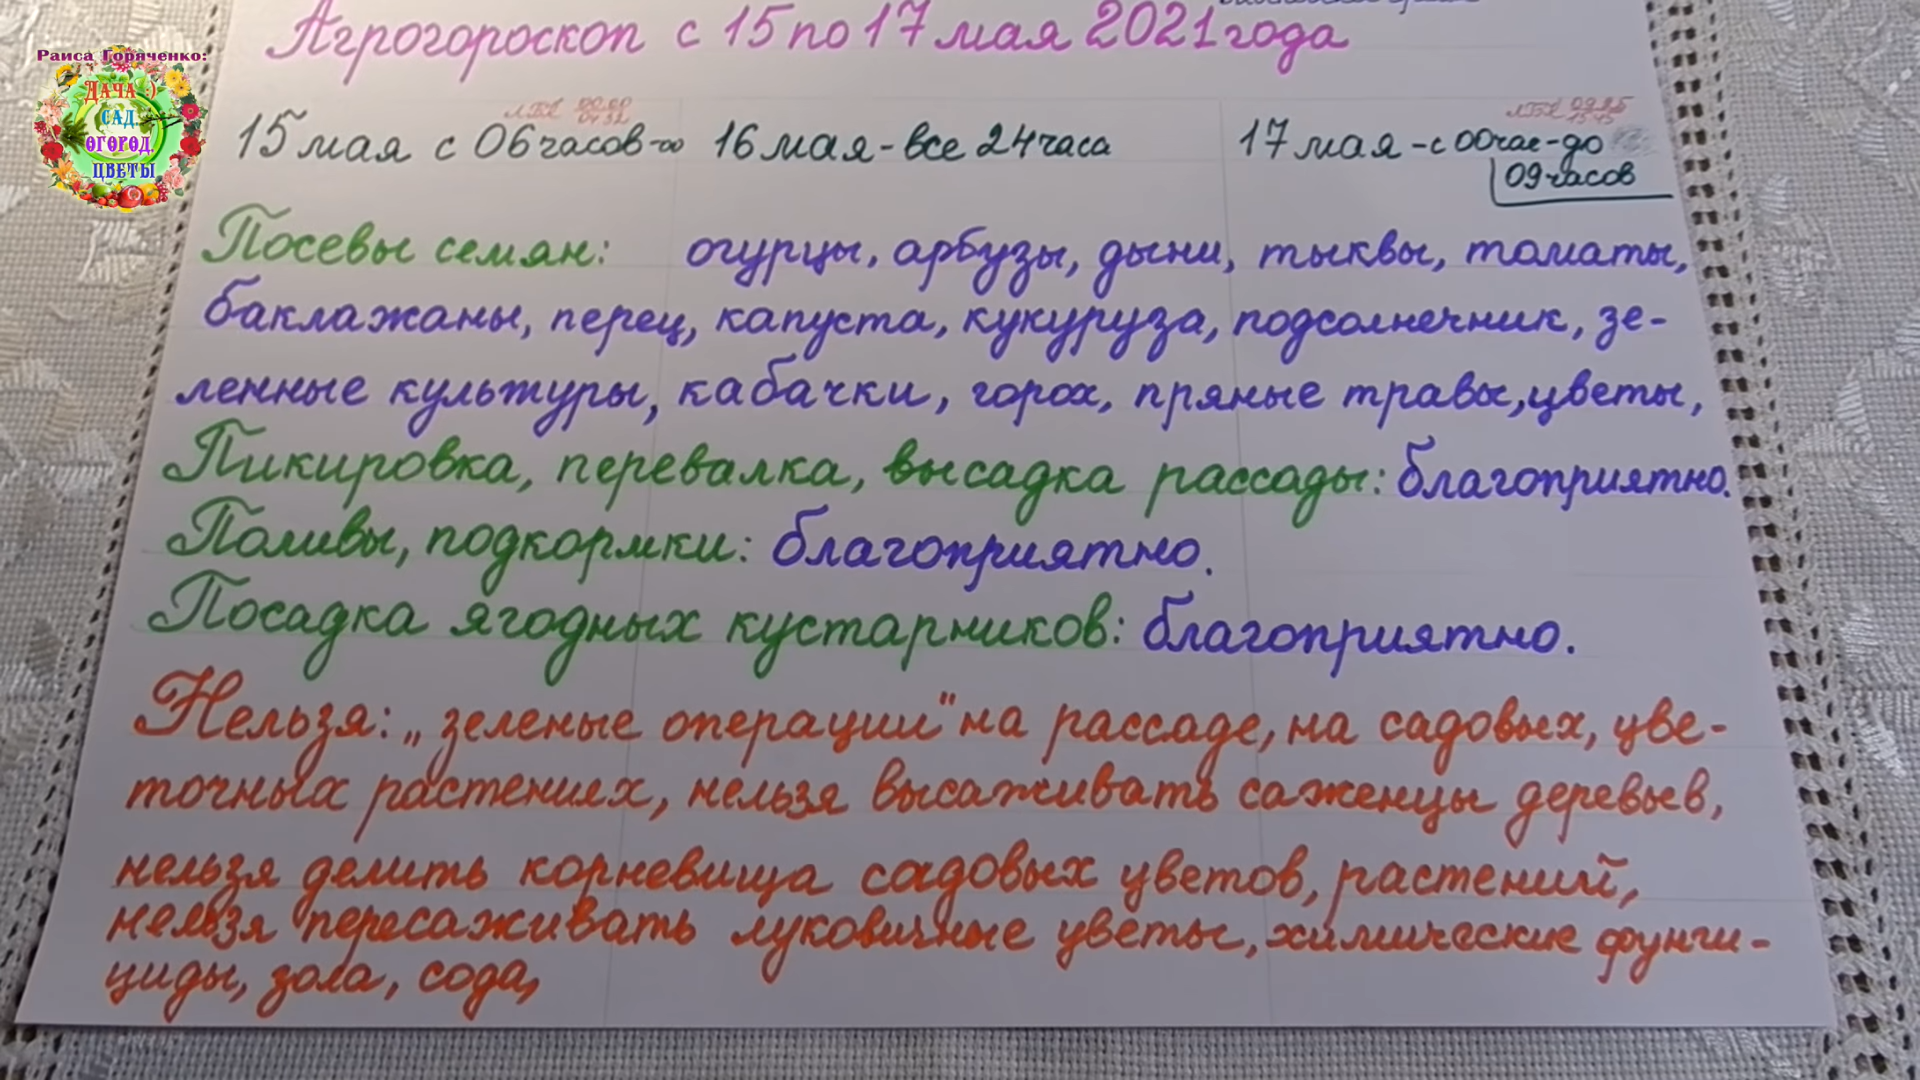 Агрогороскоп с 15 по 17 мая 2021 года
Раиса Горяченко:
ДАЧА :)
САД.
ОГОРОД.
ЦВЕТЫ
15 мая с 06 часов-∞ 16 мая - все 24 часа 17 мая - с 00 час - до
09 часов
Посевы семян: огурцы, арбузы, дыни, тыквы, томаты,
баклажаны, перец, капуста, кукуруза, подсолнечник, зе-
ленные культуры, кабачки, горох, пряные травы, цветы,
Пикировка, перевалка, высадка рассады: благоприятно.
Поливы, подкормки: благоприятно.
Посадка ягодных кустарников: благоприятно.
Нельзя: „зеленые операции" на рассаде, на садовых, цве-
точных растениях, нельзя высаживать саженцы деревьев,
нельзя делить корневища садовых цветов, растений,
нельзя пересаживать луковичные цветы, химические фунги-
циды, зола, сода,